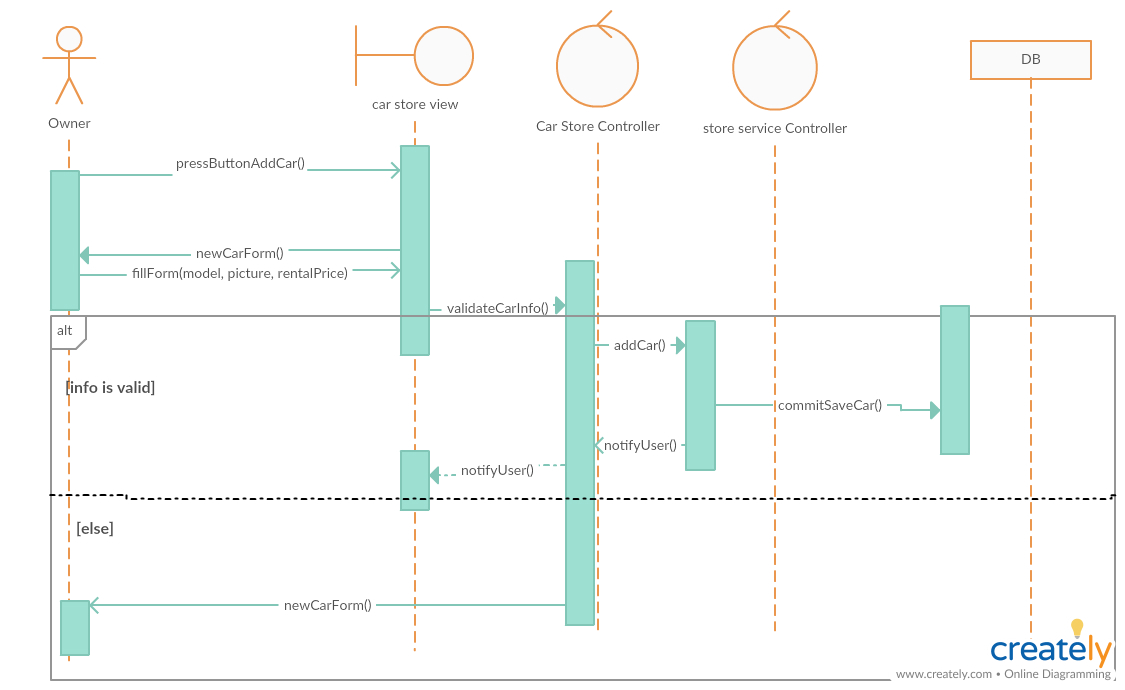 DB
car store view
Owner
Car Store Controller
store service Controller
pressButtonAddCar()
newCarForm()
fillForm(model, picture, rentalPrice)
validateCarInfo()
alt
addCar()
[info is valid]
commitSaveCar()
notifyUser()
notifyUser()
[else]
newCarForm()
creately
www.creately.com • Online Diagramming